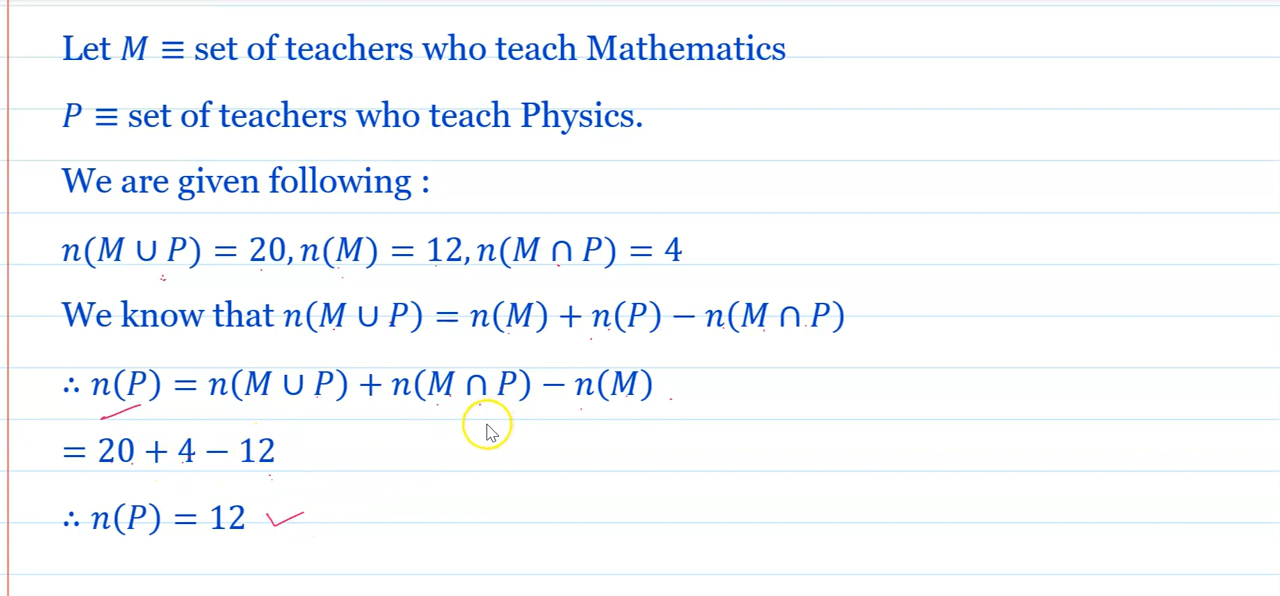 Let M ≡ set of teachers who teach Mathematics
P ≡ set of teachers who teach Physics.
We are given following :
n(M ∪ P) = 20, n(M) = 12, n(M ∩ P) = 4
We know that n(M ∪ P) = n(M) + n(P) − n(M ∩ P)
∴ n(P) = n(M ∪ P) + n(M ∩ P) − n(M)
= 20 + 4 − 12
∴ n(P) = 12